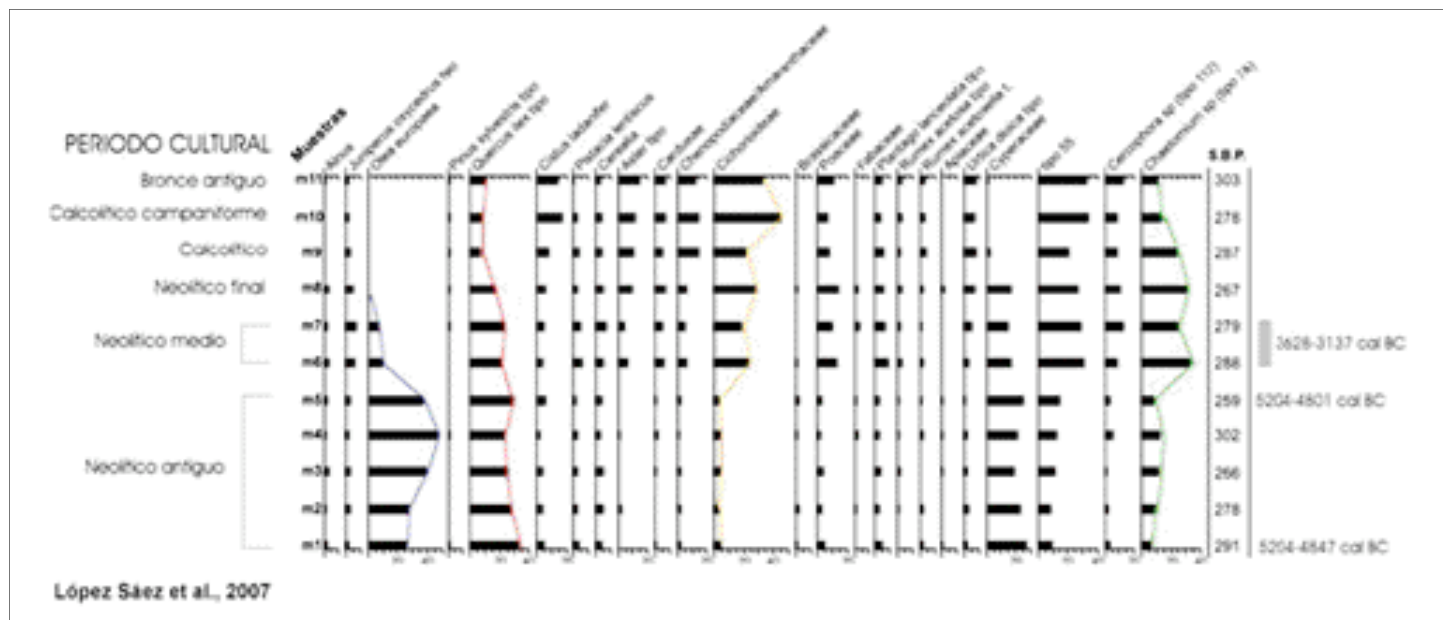 Alnus
Juniperus oxycedrus tipo
Olea europaea
Pinus sylvestris tipo
Quercus ilex tipo
Cistus ladanifer
Pistacia lentiscus
Aster tipo
Cardueae
Chenopodiaceae/Amaranthaceae
Cichorioideae
Brassicaceae
Poaceae
Fabaceae
Plantago lanceolata tipo
Rumex acetosa tipo
Rumex acetosella t.
Apiaceae
Urtica dioica tipo
Cyperaceae
tipo 55
Cercophora sp (tipo 112)
Chaetomium sp (tipo 7A)
PERIODO CULTURAL
Muestras
S.B.P.
Bronce antiguo m11 303
Calcolítico campaniforme m10 276
Calcolítico m9 287
Neolítico final m8 267
m7 279
Neolítico medio 3628-3137 cal BC
m6 288
m5 259 5204-4801 cal BC
m4 302
Neolítico antiguo m3 266
m2 278
m1 291 5204-4847 cal BC
López Sáez et al., 2007